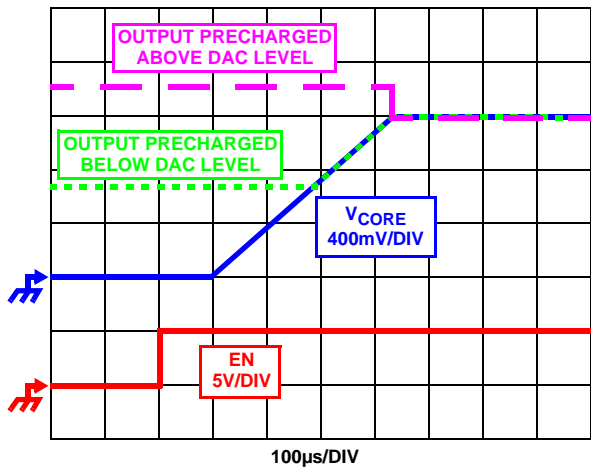 OUTPUT PRECHARGED
ABOVE DAC LEVEL
OUTPUT PRECHARGED
BELOW DAC LEVEL
VCORE
400mV/DIV
EN
5V/DIV
100µs/DIV